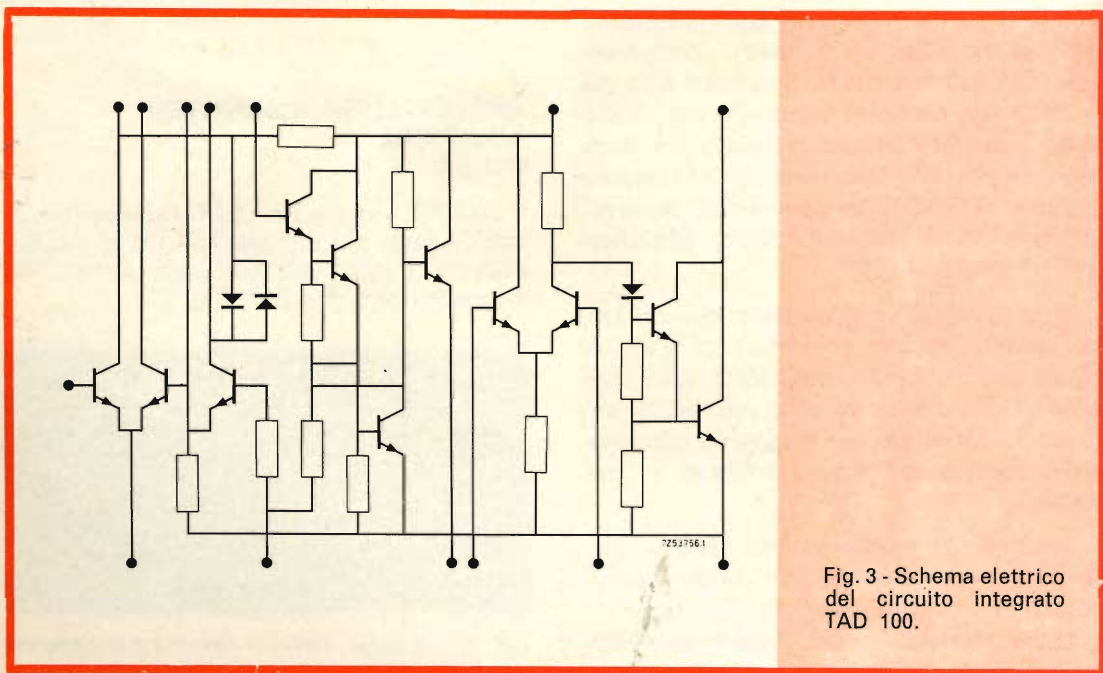 7Z53756.1
Fig. 3 - Schema elettrico
del circuito integrato
TAD 100.